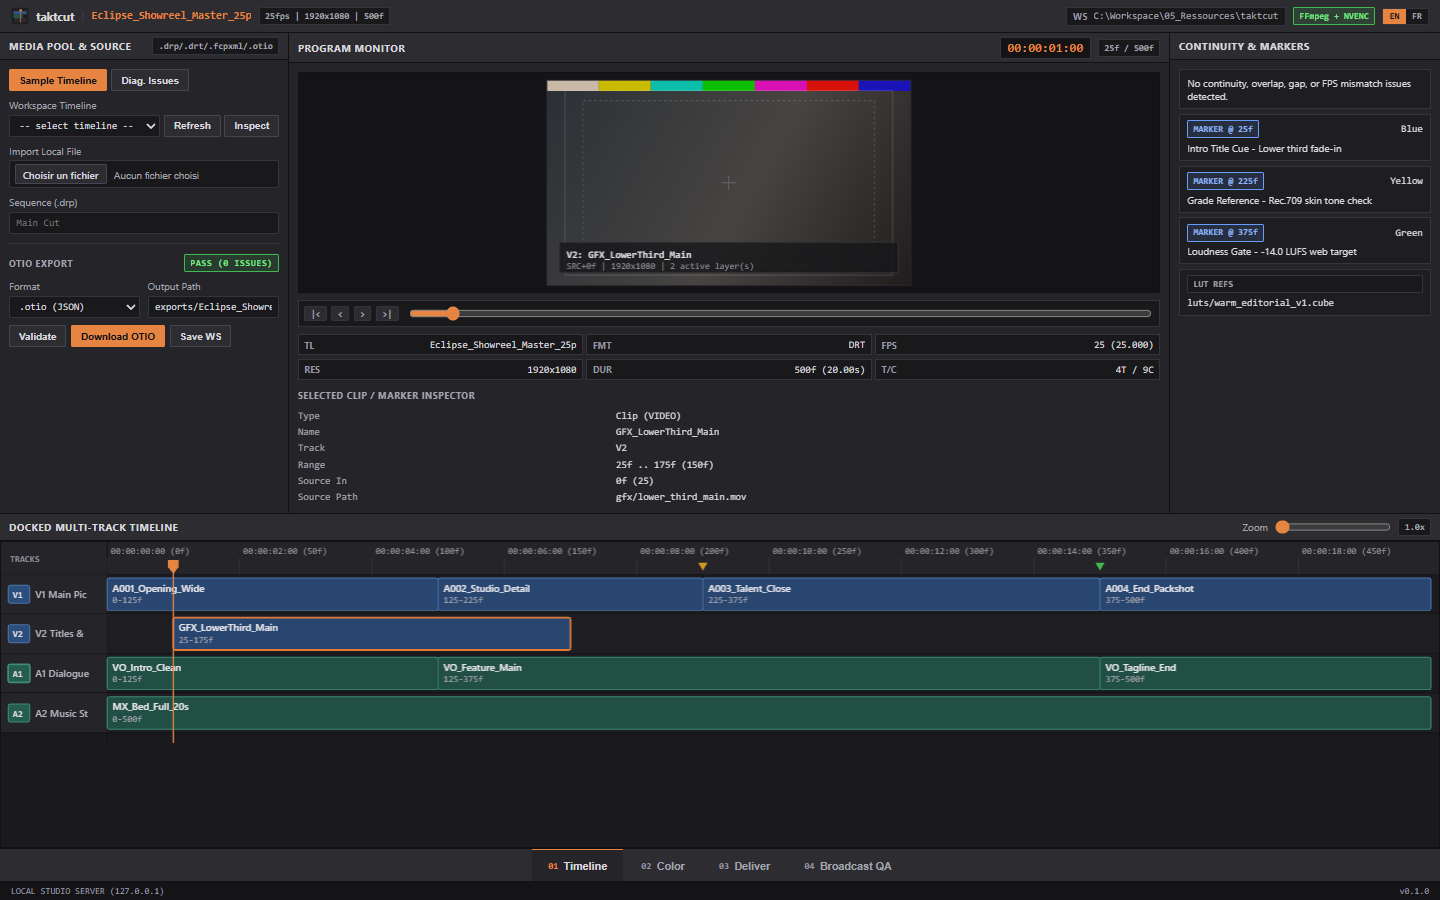 taktcut Eclipse_Showreel_Master_25p 25fps | 1920x1080 | 500f WS C:\Workspace\05_Ressources\taktcut FFmpeg + NVENC EN FR
MEDIA POOL & SOURCE .drp/.drt/.fcpxml/.otio
Sample Timeline Diag. Issues
Workspace Timeline
-- select timeline -- Refresh Inspect
Import Local File
Choisir un fichier Aucun fichier choisi
Sequence (.drp)
Main Cut
OTIO EXPORT PASS (0 ISSUES)
Format Output Path
.otio (JSON) exports/Eclipse_Showre
Validate Download OTIO Save WS
PROGRAM MONITOR 00:00:01:00 25f / 500f
V2: GFX_LowerThird_Main
SRC+0f | 1920x1080 | 2 active layer(s)
|< < > >|
TL Eclipse_Showreel_Master_25p FMT DRT FPS 25 (25.000)
RES 1920x1080 DUR 500f (20.00s) T/C 4T / 9C
SELECTED CLIP / MARKER INSPECTOR
Type Clip (VIDEO)
Name GFX_LowerThird_Main
Track V2
Range 25f .. 175f (150f)
Source In 0f (25)
Source Path gfx/lower_third_main.mov
CONTINUITY & MARKERS
No continuity, overlap, gap, or FPS mismatch issues
detected.
MARKER @ 25f Blue
Intro Title Cue - Lower third fade-in
MARKER @ 225f Yellow
Grade Reference - Rec.709 skin tone check
MARKER @ 375f Green
Loudness Gate - -14.0 LUFS web target
LUT REFS
luts/warm_editorial_v1.cube
DOCKED MULTI-TRACK TIMELINE Zoom 1.0x
TRACKS 00:00:00:00 (0f) 00:00:02:00 (50f) 00:00:04:00 (100f) 00:00:06:00 (150f) 00:00:08:00 (200f) 00:00:10:00 (250f) 00:00:12:00 (300f) 00:00:14:00 (350f) 00:00:16:00 (400f) 00:00:18:00 (450f)
V1 V1 Main Pic A001_Opening_Wide A002_Studio_Detail A003_Talent_Close A004_End_Packshot
0-125f 125-225f 225-375f 375-500f
V2 V2 Titles & GFX_LowerThird_Main
25-175f
A1 A1 Dialogue VO_Intro_Clean VO_Feature_Main VO_Tagline_End
0-125f 125-375f 375-500f
A2 A2 Music St MX_Bed_Full_20s
0-500f
01 Timeline 02 Color 03 Deliver 04 Broadcast QA
LOCAL STUDIO SERVER (127.0.0.1) v0.1.0